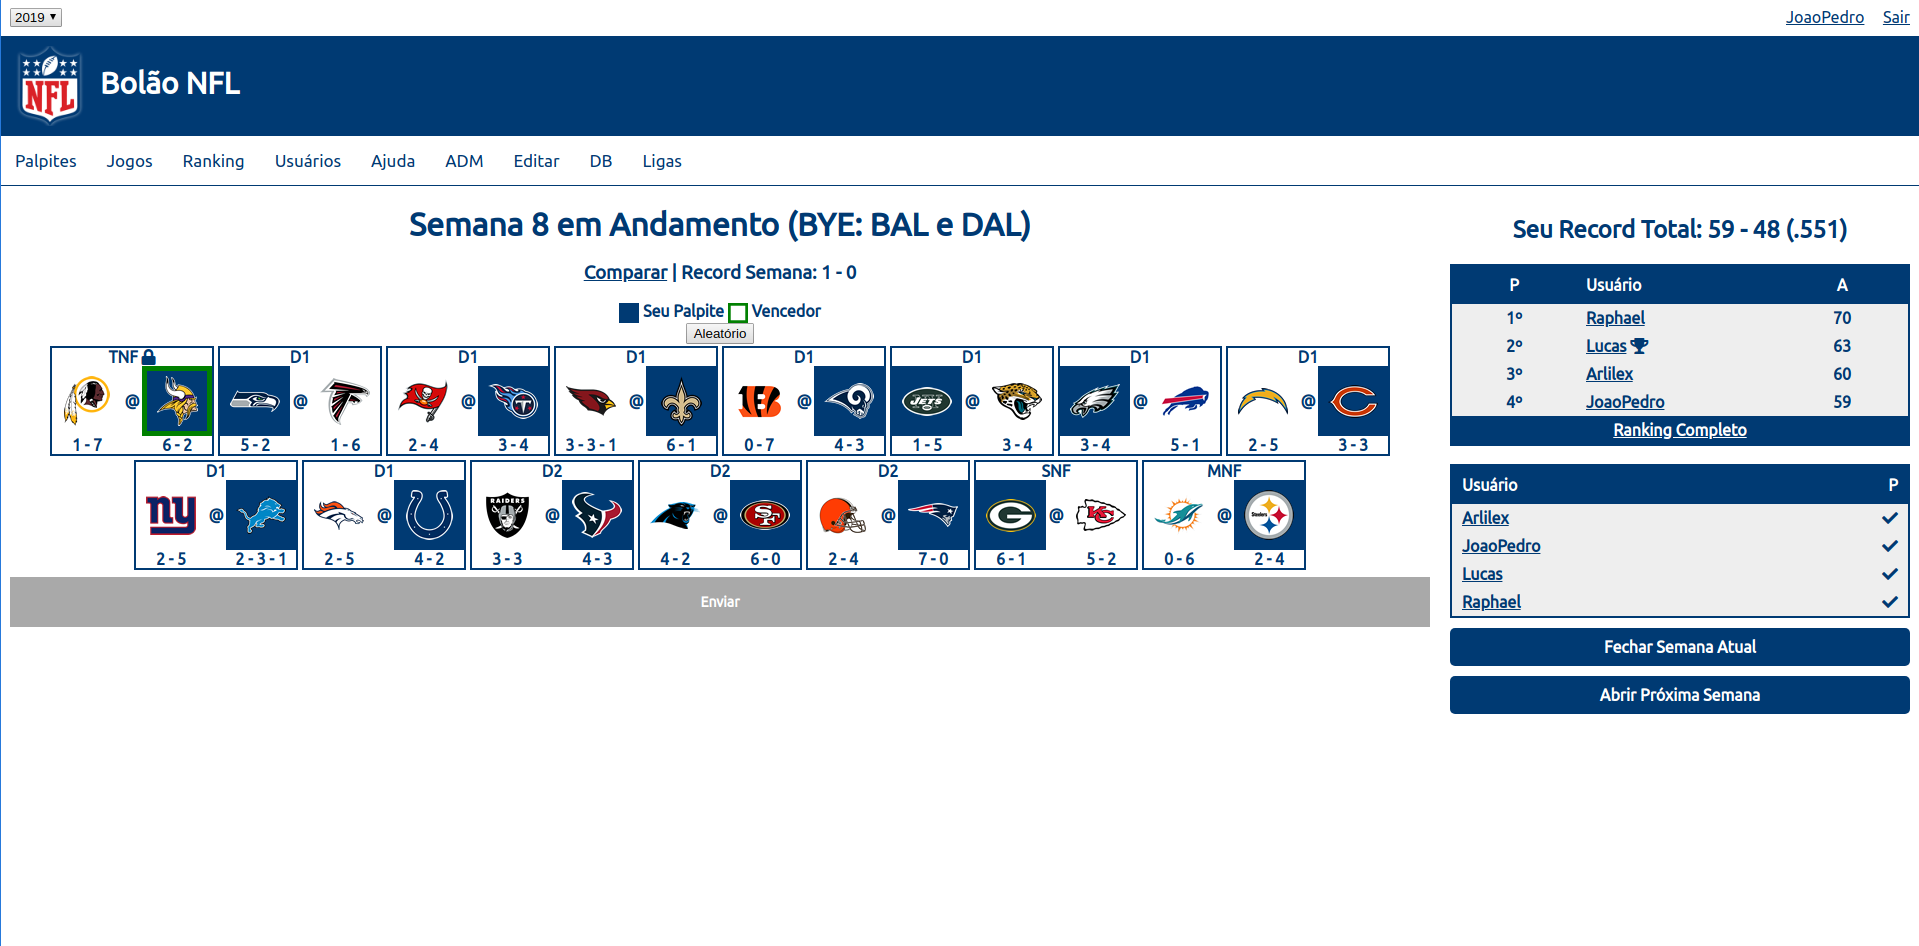 2019
JoaoPedro Sair
NFL
Bolão NFL
Palpites Jogos Ranking Usuários Ajuda ADM Editar DB Ligas
Semana 8 em Andamento (BYE: BAL e DAL)
Comparar | Record Semana: 1 - 0
Seu Palpite Vencedor
Aleatório
TNF D1 D1 D1 D1 D1 D1 D1
@ @ @ @ @ JETS @ @ @
1 - 7 6 - 2 5 - 2 1 - 6 2 - 4 3 - 4 3 - 3 - 1 6 - 1 0 - 7 4 - 3 1 - 5 3 - 4 3 - 4 5 - 1 2 - 5 3 - 3
D1 D1 D2 D2 D2 SNF MNF
ny @ @ RAIDERS @ @ SF @ G @ KC @ Steelers
2 - 5 2 - 3 - 1 2 - 5 4 - 2 3 - 3 4 - 3 4 - 2 6 - 0 2 - 4 7 - 0 6 - 1 5 - 2 0 - 6 2 - 4
Enviar
Seu Record Total: 59 - 48 (.551)
P Usuário A
1º Raphael 70
2º Lucas 63
3º Arlilex 60
4º JoaoPedro 59
Ranking Completo
Usuário P
Arlilex
JoaoPedro
Lucas
Raphael
Fechar Semana Atual
Abrir Próxima Semana